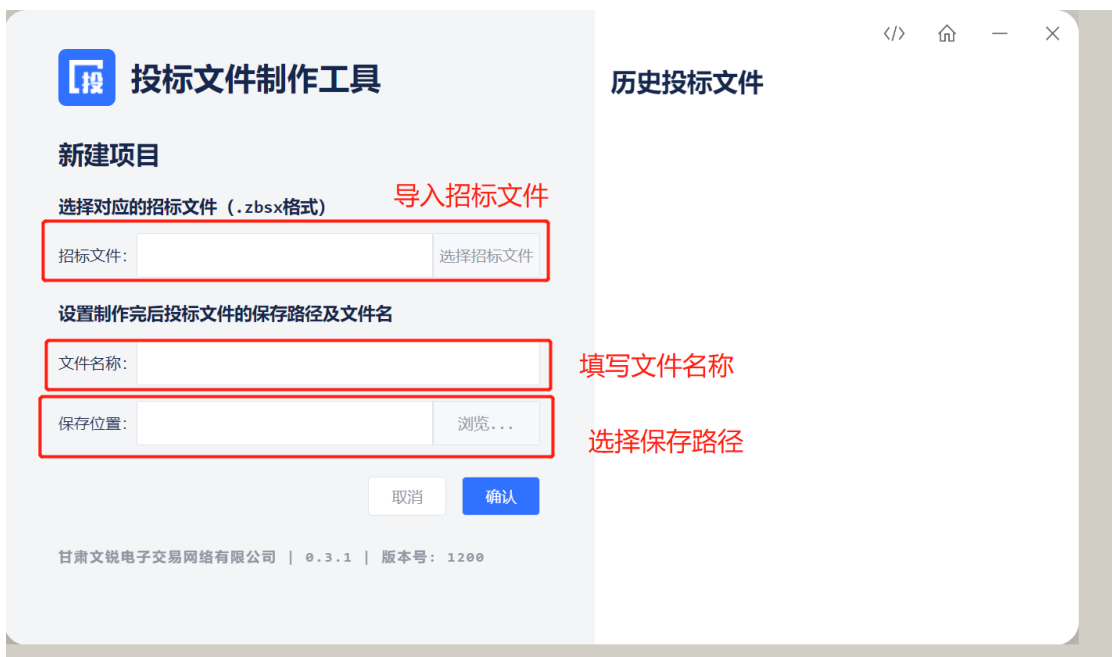 投
投标文件制作工具
历史投标文件
新建项目
导入招标文件
选择对应的招标文件（.zbsx格式）
招标文件：
选择招标文件
设置制作完后投标文件的保存路径及文件名
文件名称：
填写文件名称
保存位置：
浏览...
选择保存路径
取消
确认
甘肃文锐电子交易网络有限公司 | 0.3.1 | 版本号: 1200